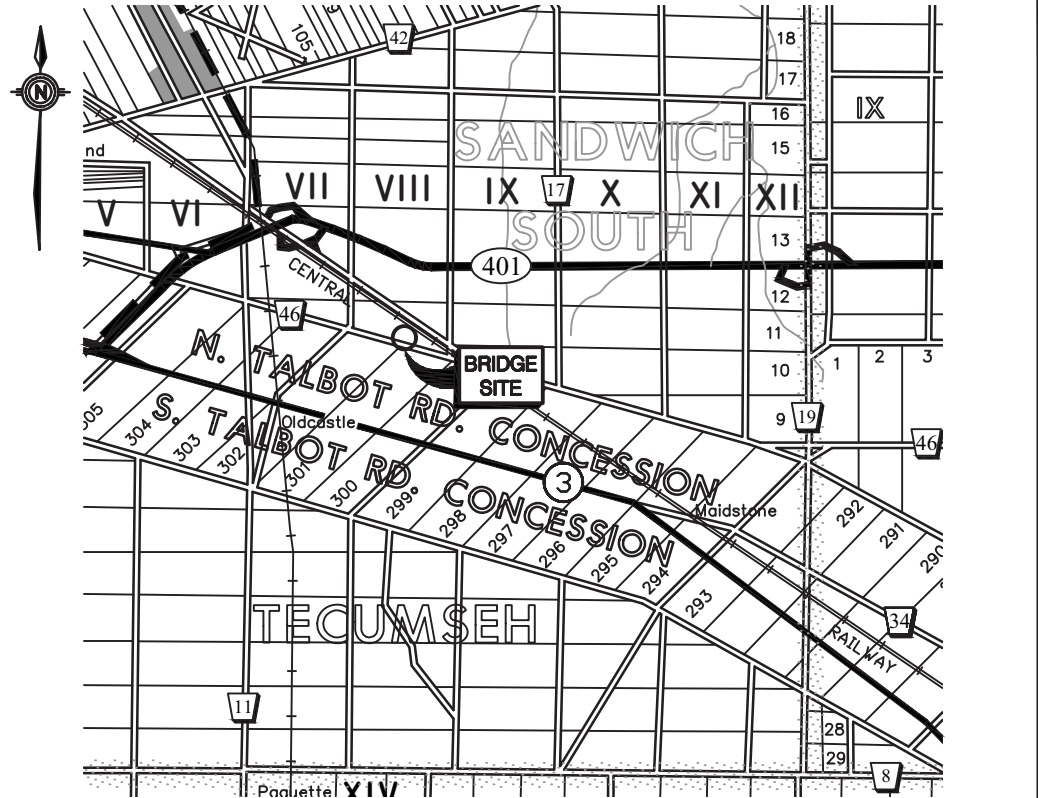 42
105
18
17
16
IX
15
SANDWICH
nd
V
VI
VII
VIII
IX
17
X
XI
XII
SOUTH
13
N
401
CENTRAL
12
46
11
N. TALBOT RD. CONCESSION
BRIDGE
SITE
1
2
3
10
9
19
46
S. TALBOT RD. CONCESSION
Oldcastle
304
303
302
301
300
299
298
297
296
295
294
293
292
291
290
3
Maidstone
TECUMSEH
34
RAILWAY
11
28
29
8
Paquette
XIV